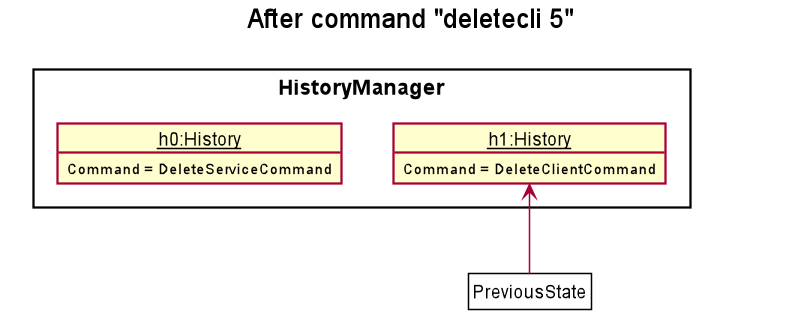 After command "deletecli 5"
HistoryManager
h0:History
Command = DeleteServiceCommand
h1:History
Command = DeleteClientCommand
PreviousState